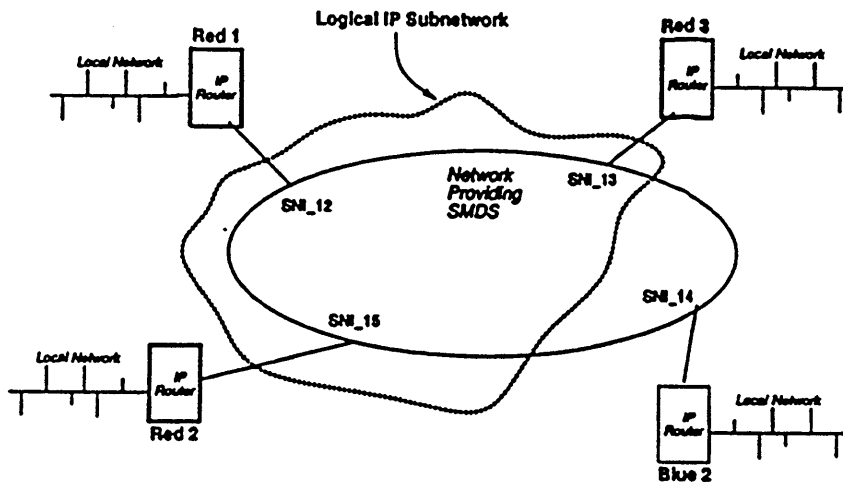 Logical IP Subnetwork
Red 1
Red 3
Local Network
IP
Router
IP
Router
Local Network
Network
Providing
SMDS
SNI_12
SNI_13
SNI_14
SNI_15
Local Network
IP
Router
Red 2
IP
Router
Local Network
Blue 2